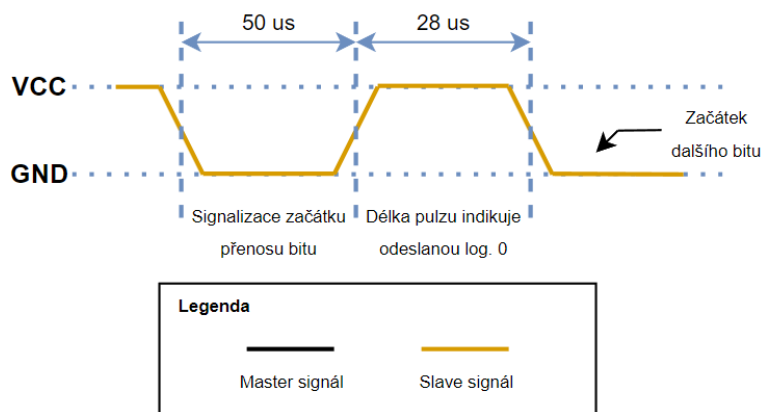 50 us
28 us
VCC
GND
Začátek
dalšího bitu
Signalizace začátku
přenosu bitu
Délka pulzu indikuje
odeslanou log. 0
Legenda
Master signál
Slave signál